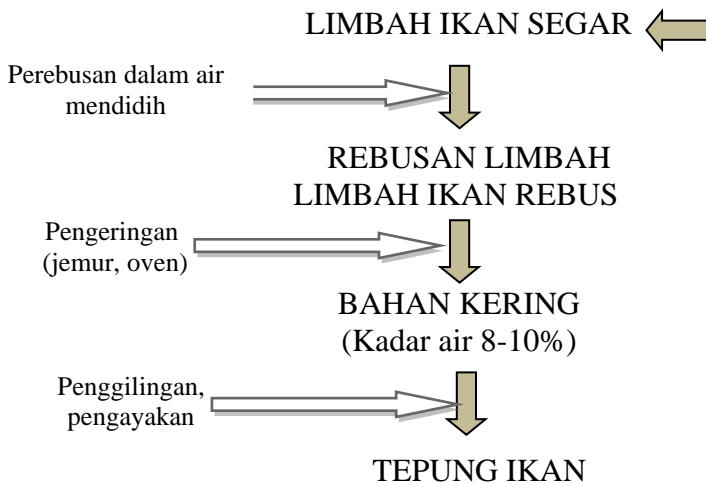 LIMBAH IKAN SEGAR
Perebusan dalam air
mendidih
REBUSAN LIMBAH
LIMBAH IKAN REBUS
Pengeringan
(jemur, oven)
BAHAN KERING
(Kadar air 8-10%)
Penggilingan,
pengayakan
TEPUNG IKAN